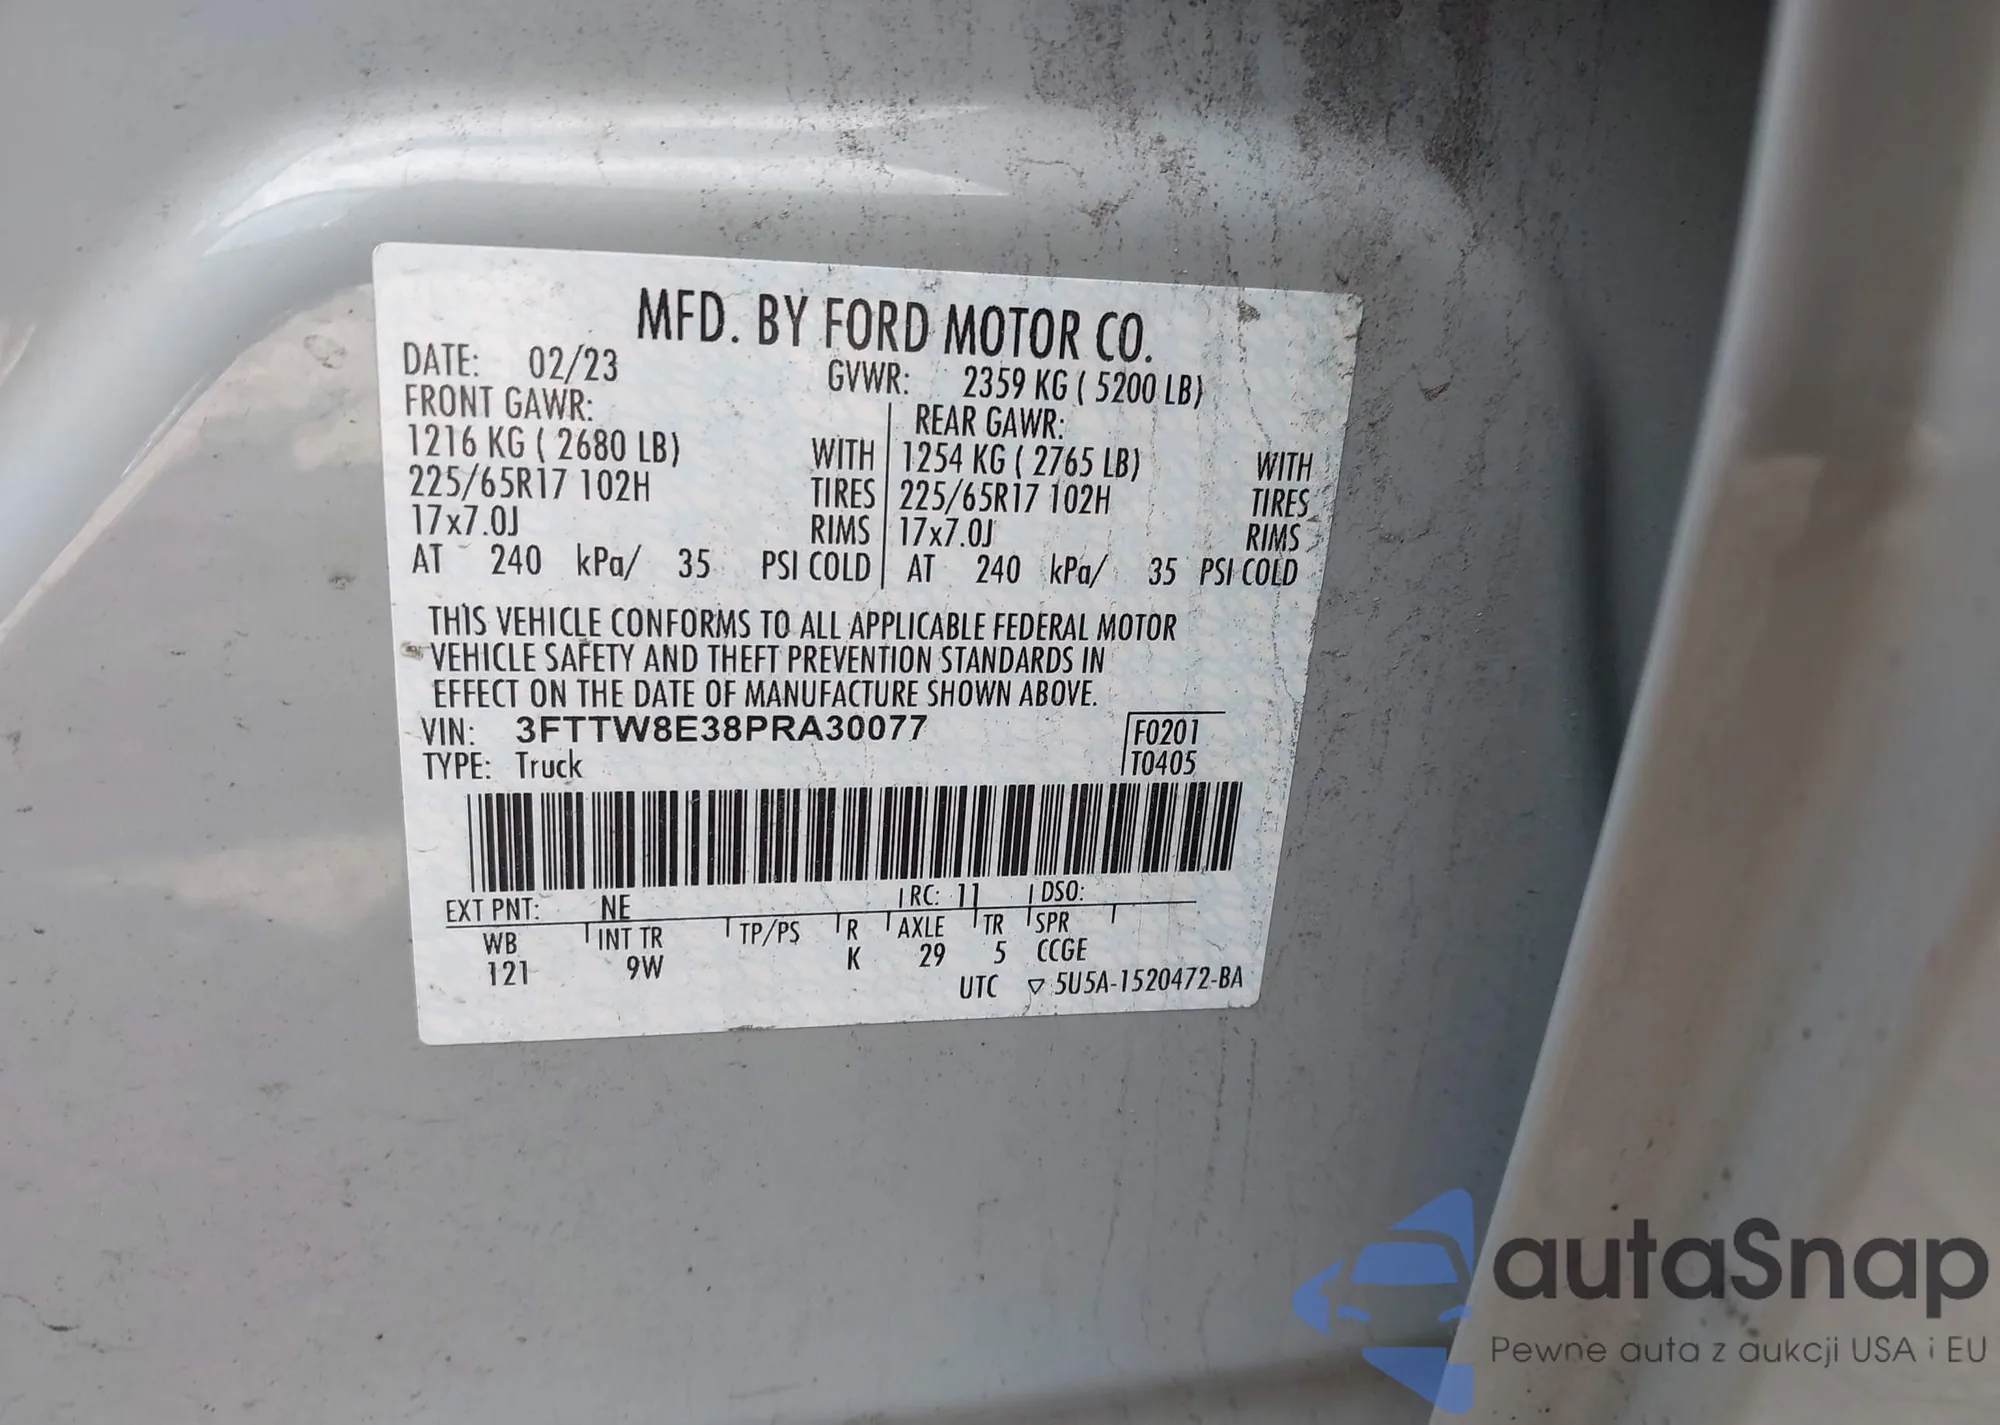 MFD. BY FORD MOTOR CO.
DATE: 02/23 GVWR: 2359 KG ( 5200 LB)
FRONT GAWR: REAR GAWR:
1216 KG ( 2680 LB) WITH 1254 KG ( 2765 LB) WITH
225/65R17 102H TIRES 225/65R17 102H TIRES
17x7.0J RIMS 17x7.0J RIMS
AT 240 kPa/ 35 PSI COLD AT 240 kPa/ 35 PSI COLD
THIS VEHICLE CONFORMS TO ALL APPLICABLE FEDERAL MOTOR
VEHICLE SAFETY AND THEFT PREVENTION STANDARDS IN
EFFECT ON THE DATE OF MANUFACTURE SHOWN ABOVE.
VIN: 3FTTW8E38PRA30077 F0201
TYPE: Truck T0405
EXT PNT: NE RC: 11 DSO:
WB INT TR TP/PS R AXLE TR SPR
121 9W K 29 5 CCGE
UTC ▽ 5U5A-1520472-BA
autaSnap
Pewne auta z aukcji USA i EU